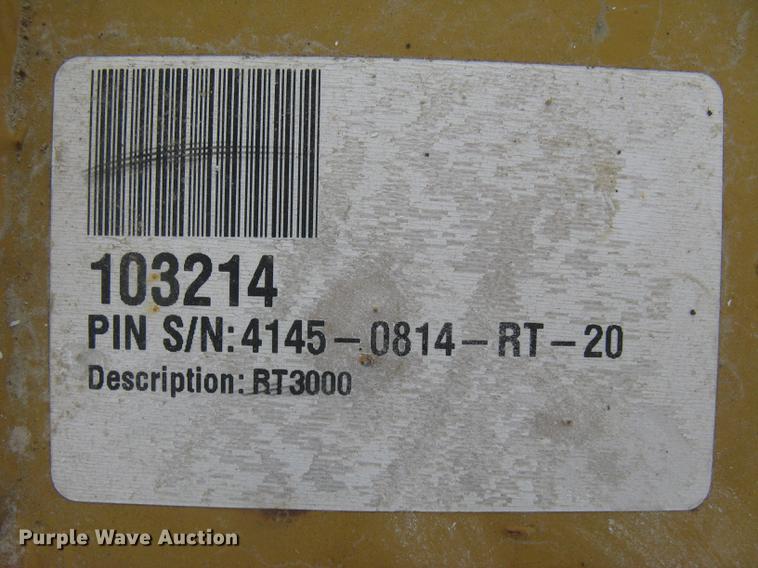 103214
PIN S/N: 4145-0814-RT-20
Description: RT3000
Purple Wave Auction